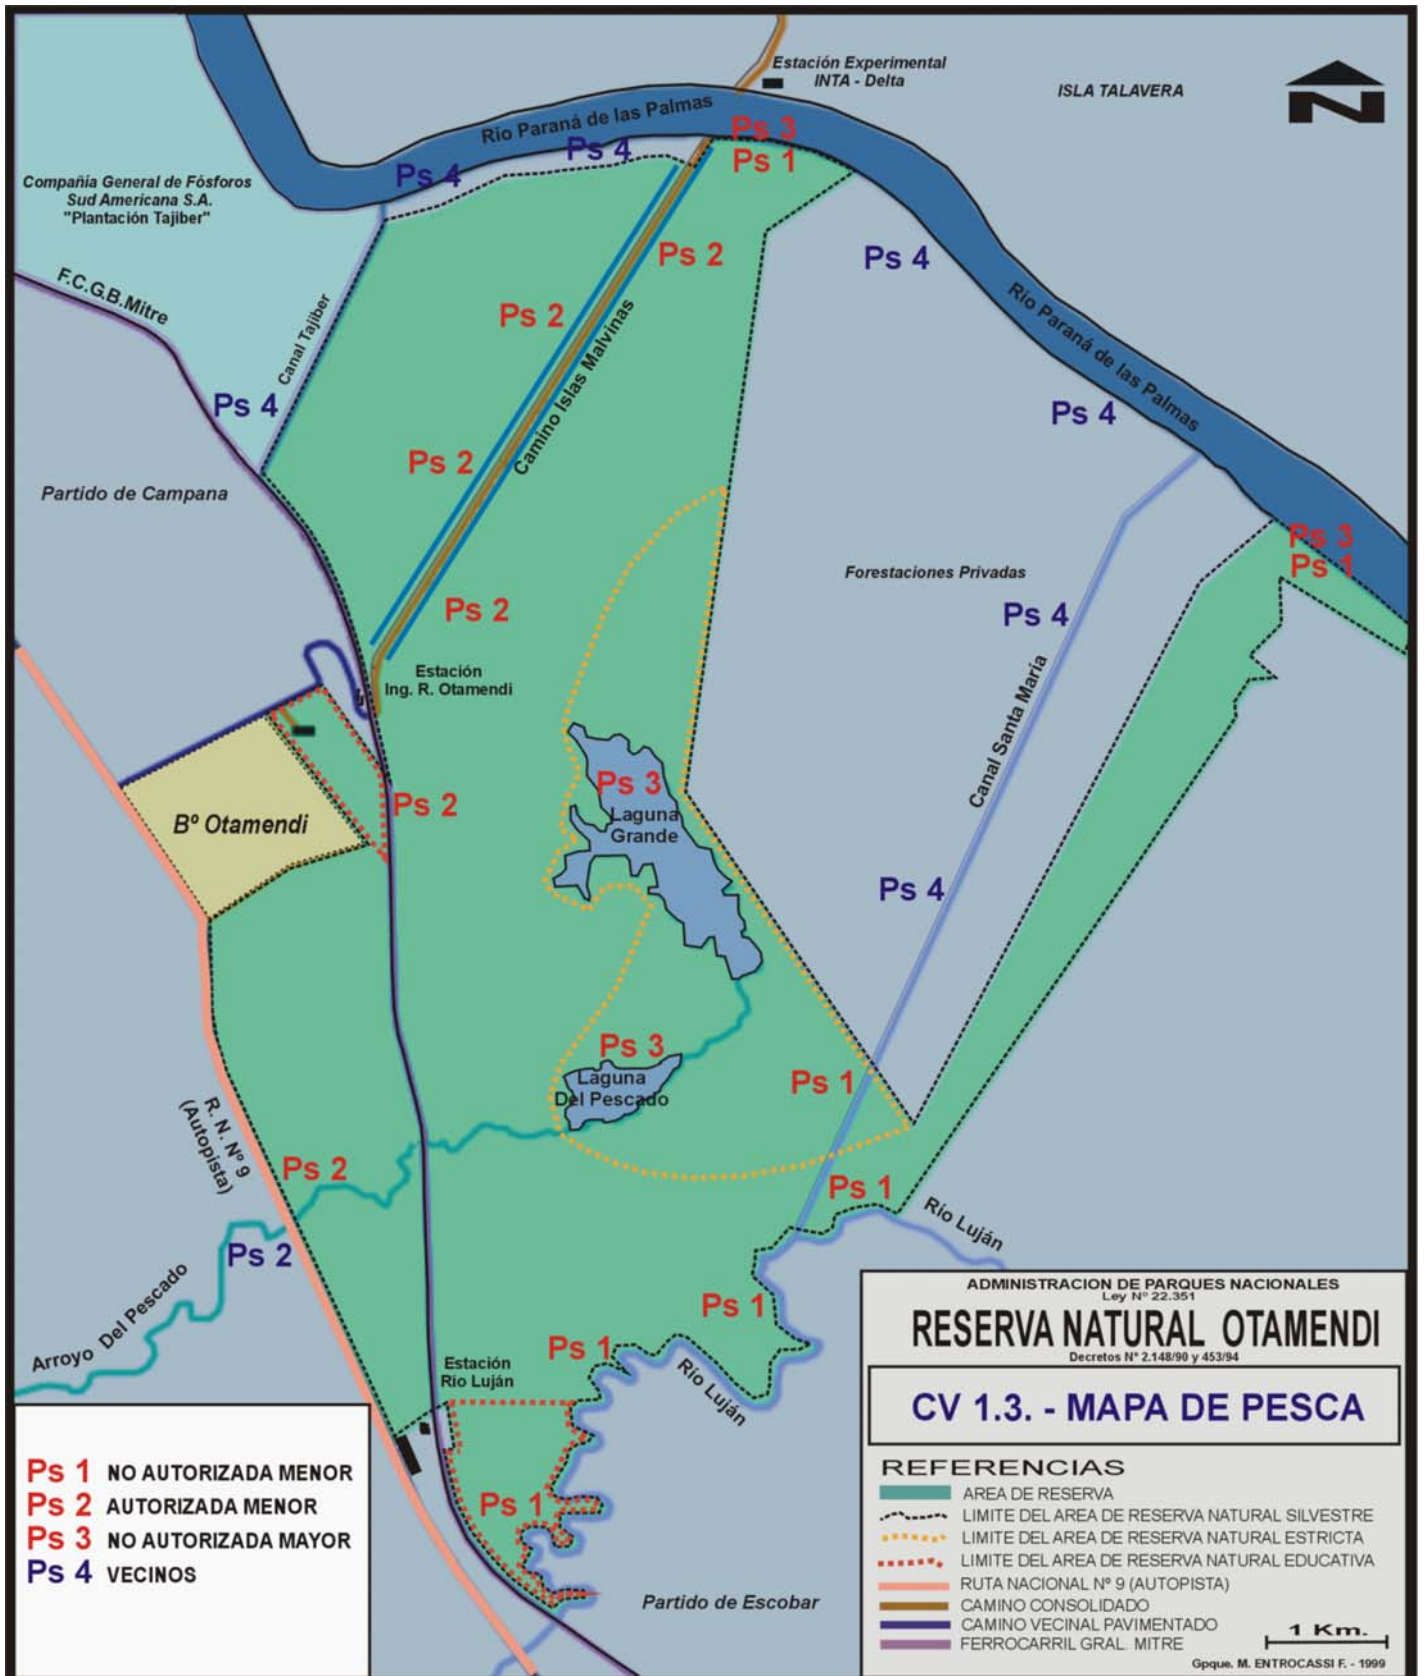 Estación Experimental
INTA - Delta
ISLA TALAVERA
N
Río Paraná de las Palmas
Ps 3
Ps 1
Ps 4
Ps 4
Compañia General de Fósforos
Sud Americana S.A.
"Plantación Tajiber"
Ps 2
Ps 4
F.C.G.B.Mitre
Canal Tajiber
Ps 2
Camino Islas Malvinas
Río Paraná de las Palmas
Ps 4
Ps 4
Ps 2
Partido de Campana
Ps 3
Ps 1
Forestaciones Privadas
Ps 2
Ps 4
Estación
Ing. R. Otamendi
Canal Santa María
Ps 3
Ps 2
Laguna
Grande
Bº Otamendi
Ps 4
Ps 3
Laguna
Del Pescado
Ps 1
R. N. Nº 9
(Autopista)
Ps 2
Ps 1
Río Luján
Ps 2
Arroyo Del Pescado
Ps 1
Ps 1
Estación
Río Luján
Río Luján
Ps 1
Partido de Escobar
Ps 1 NO AUTORIZADA MENOR
Ps 2 AUTORIZADA MENOR
Ps 3 NO AUTORIZADA MAYOR
Ps 4 VECINOS
ADMINISTRACION DE PARQUES NACIONALES
Ley Nº 22.351
RESERVA NATURAL OTAMENDI
Decretos Nº 2.148/90 y 453/94
CV 1.3. - MAPA DE PESCA
REFERENCIAS
AREA DE RESERVA
LIMITE DEL AREA DE RESERVA NATURAL SILVESTRE
LIMITE DEL AREA DE RESERVA NATURAL ESTRICTA
LIMITE DEL AREA DE RESERVA NATURAL EDUCATIVA
RUTA NACIONAL Nº 9 (AUTOPISTA)
CAMINO CONSOLIDADO
CAMINO VECINAL PAVIMENTADO
FERROCARRIL GRAL. MITRE
1 Km.
Gpque. M. ENTROCASSI F. - 1999